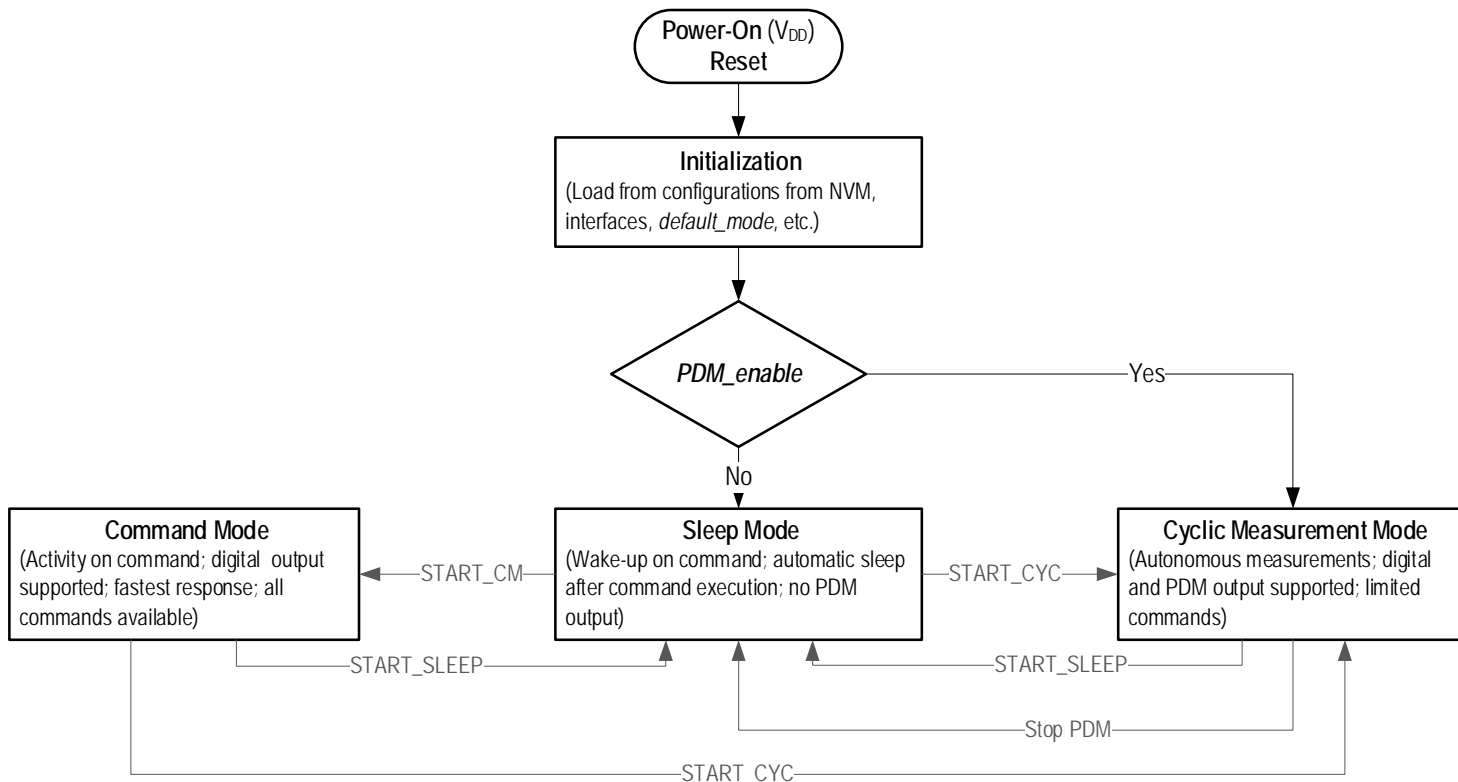 Power-On (VDD)
Reset
Initialization
(Load from configurations from NVM,
interfaces, default_mode, etc.)
PDM_enable
Yes
No
Command Mode
(Activity on command; digital output
supported; fastest response; all
commands available)
START_CM
Sleep Mode
(Wake-up on command; automatic sleep
after command execution; no PDM
output)
START_CYC
Cyclic Measurement Mode
(Autonomous measurements; digital
and PDM output supported; limited
commands)
START_SLEEP
START_SLEEP
Stop PDM
START_CYC